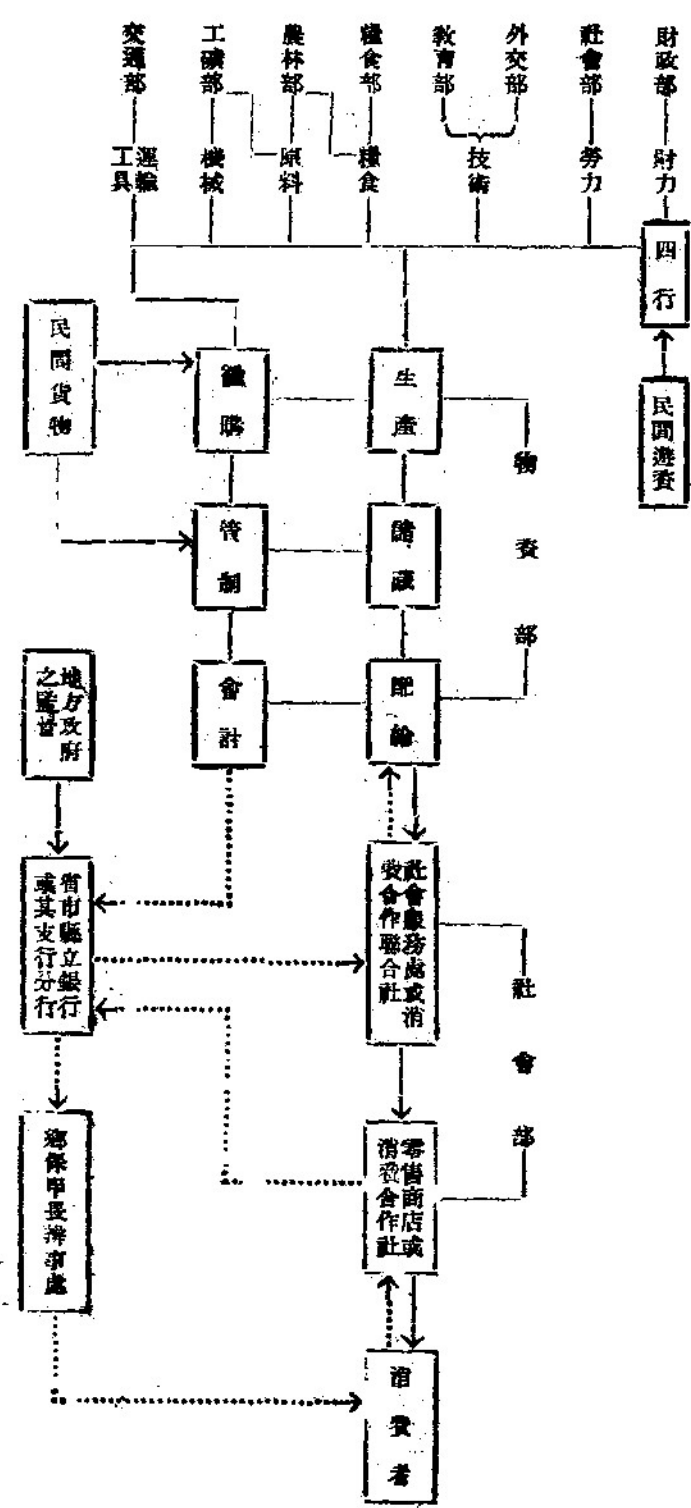 財政部
社會部
外交部
教育部
糧食部
農林部
工礦部
交通部
財力
勞力
技術
糧食
原料
機械
運輸
工具
四行
民間遊資
生產
徵購
民間貨物
物資部
儲藏
管制
配輸
會計
地方政府
之監督
社會服務處或消
費合作聯合社
省市縣立銀行
或其支行分行
社會部
零售商店或
消費合作社
鄉保甲長辦事處
消費者